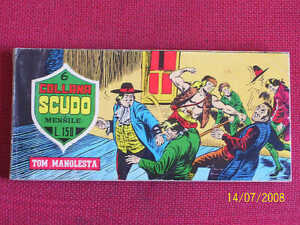 6
COLLANA
SCUDO
MENSILE
L.150
TOM MANOLESTA
14/07/2008